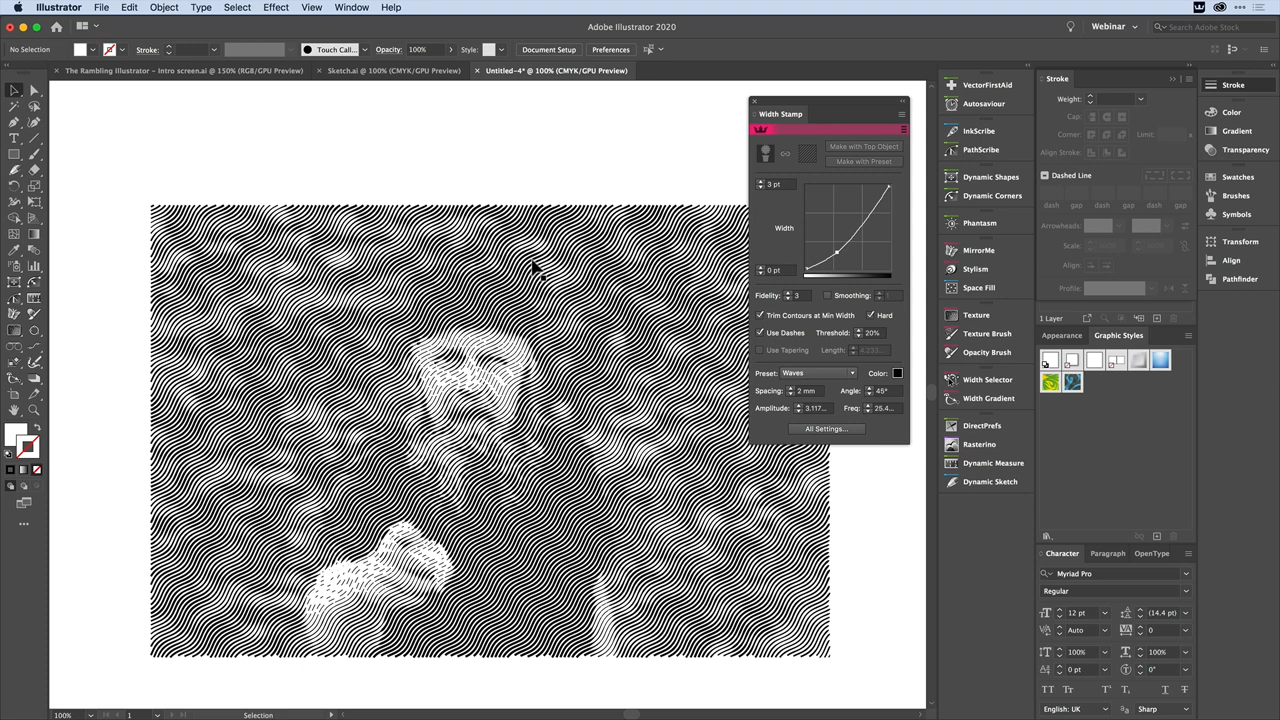 Illustrator File Edit Object Type Select Effect View Window Help
Adobe Illustrator 2020
Webinar
Search Adobe Stock
No Selection
Stroke:
Touch Call...
Opacity: 100%
Style:
Document Setup
Preferences
The Rambling Illustrator – intro screen.ai @ 150% (RGB/GPU Preview)
Sketch.ai @ 100% (CMYK/GPU Preview)
Untitled-4* @ 100% (CMYK/GPU Preview)
Width Stamp
Make with Top Object
Make with Preset
3 pt
Width
0 pt
Fidelity: 3
Smoothing:
Trim Contours at Min Width
Hard
Use Dashes
Threshold: 20%
Use Tapering
Length:
Preset: Waves
Color:
Spacing: 2 mm
Angle: 45°
Amplitude: 3.117...
Freq: 25.4...
All Settings...
VectorFirstAid
Autosaviour
InkScribe
PathScribe
Dynamic Shapes
Dynamic Corners
Phantasm
MirrorMe
Stylism
Space Fill
Texture
Texture Brush
Opacity Brush
Width Selector
Width Gradient
DirectPrefs
Rasterino
Dynamic Measure
Dynamic Sketch
Stroke
Weight:
Cap:
Corner:
Limit:
x
Align Stroke:
Dashed Line
dash gap dash gap dash gap
Arrowheads:
Scale: 100% 100%
Align:
Profile:
1 Layer
Appearance
Graphic Styles
Character
Paragraph
OpenType
Myriad Pro
Regular
12 pt
(14.4 pt)
Auto
0
100%
100%
0 pt
0°
TT Tr T¹ T₁ T T
English: UK
Sharp
Stroke
Color
Gradient
Transparency
Swatches
Brushes
Symbols
Transform
Align
Pathfinder
100%
1
Selection